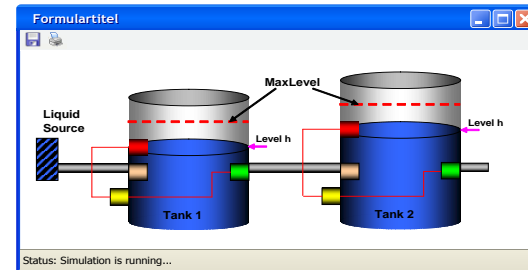 Formulartitel
MaxLevel
Liquid
Source
Level h
Level h
Tank 1
Tank 2
Status: Simulation is running...